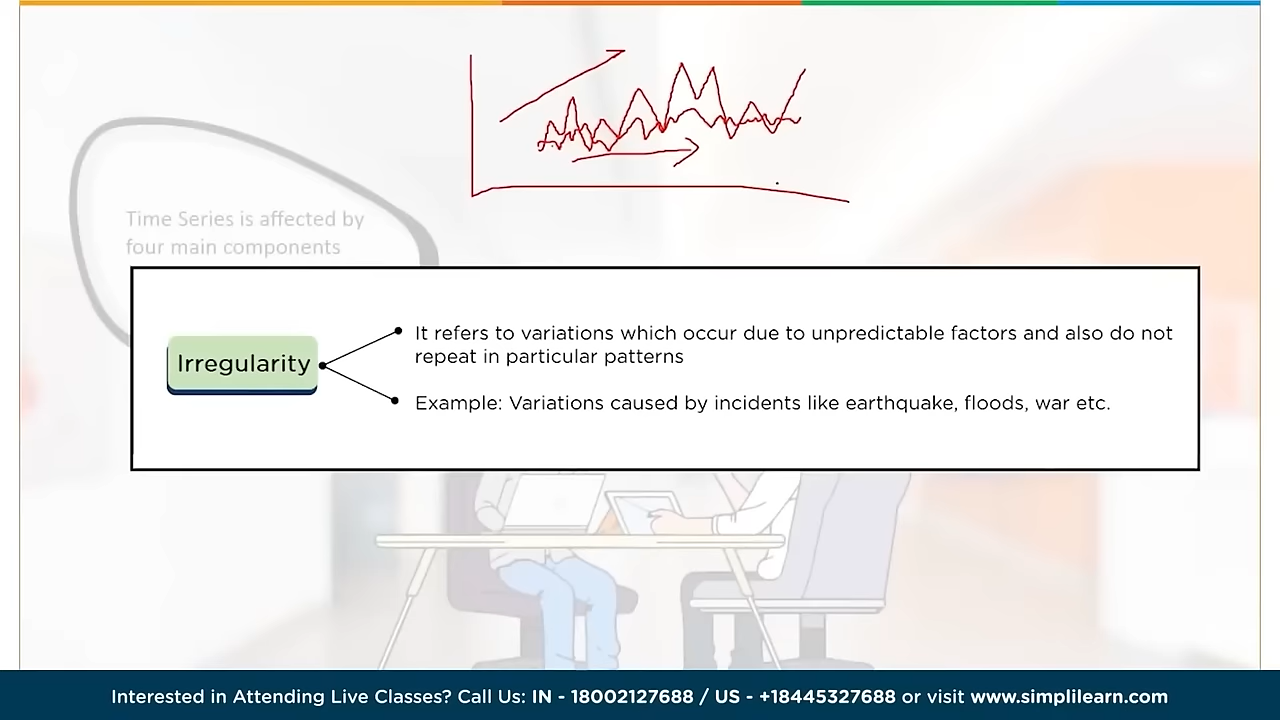 Time Series is affected by
four main components
Irregularity
It refers to variations which occur due to unpredictable factors and also do not
repeat in particular patterns
Example: Variations caused by incidents like earthquake, floods, war etc.
Interested in Attending Live Classes? Call Us: IN - 18002127688 / US - +18445327688 or visit www.simplilearn.com